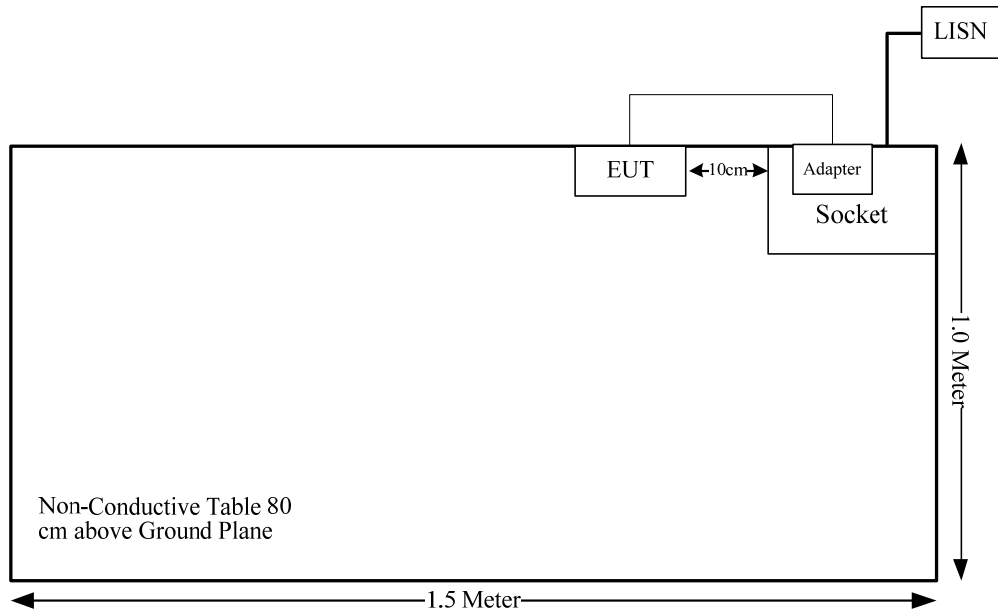 LISN
EUT
10cm
Adapter
Socket
1.0 Meter
Non-Conductive Table 80
cm above Ground Plane
1.5 Meter